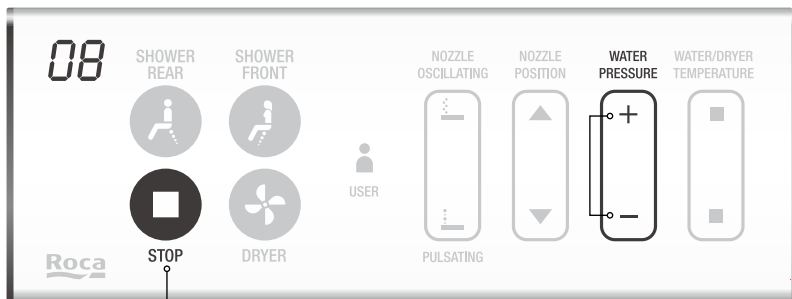 08
SHOWER
REAR
SHOWER
FRONT
NOZZLE
OSCILLATING
NOZZLE
POSITION
WATER
PRESSURE
WATER/DRYER
TEMPERATURE
+
−
USER
STOP
DRYER
PULSATING
Roca